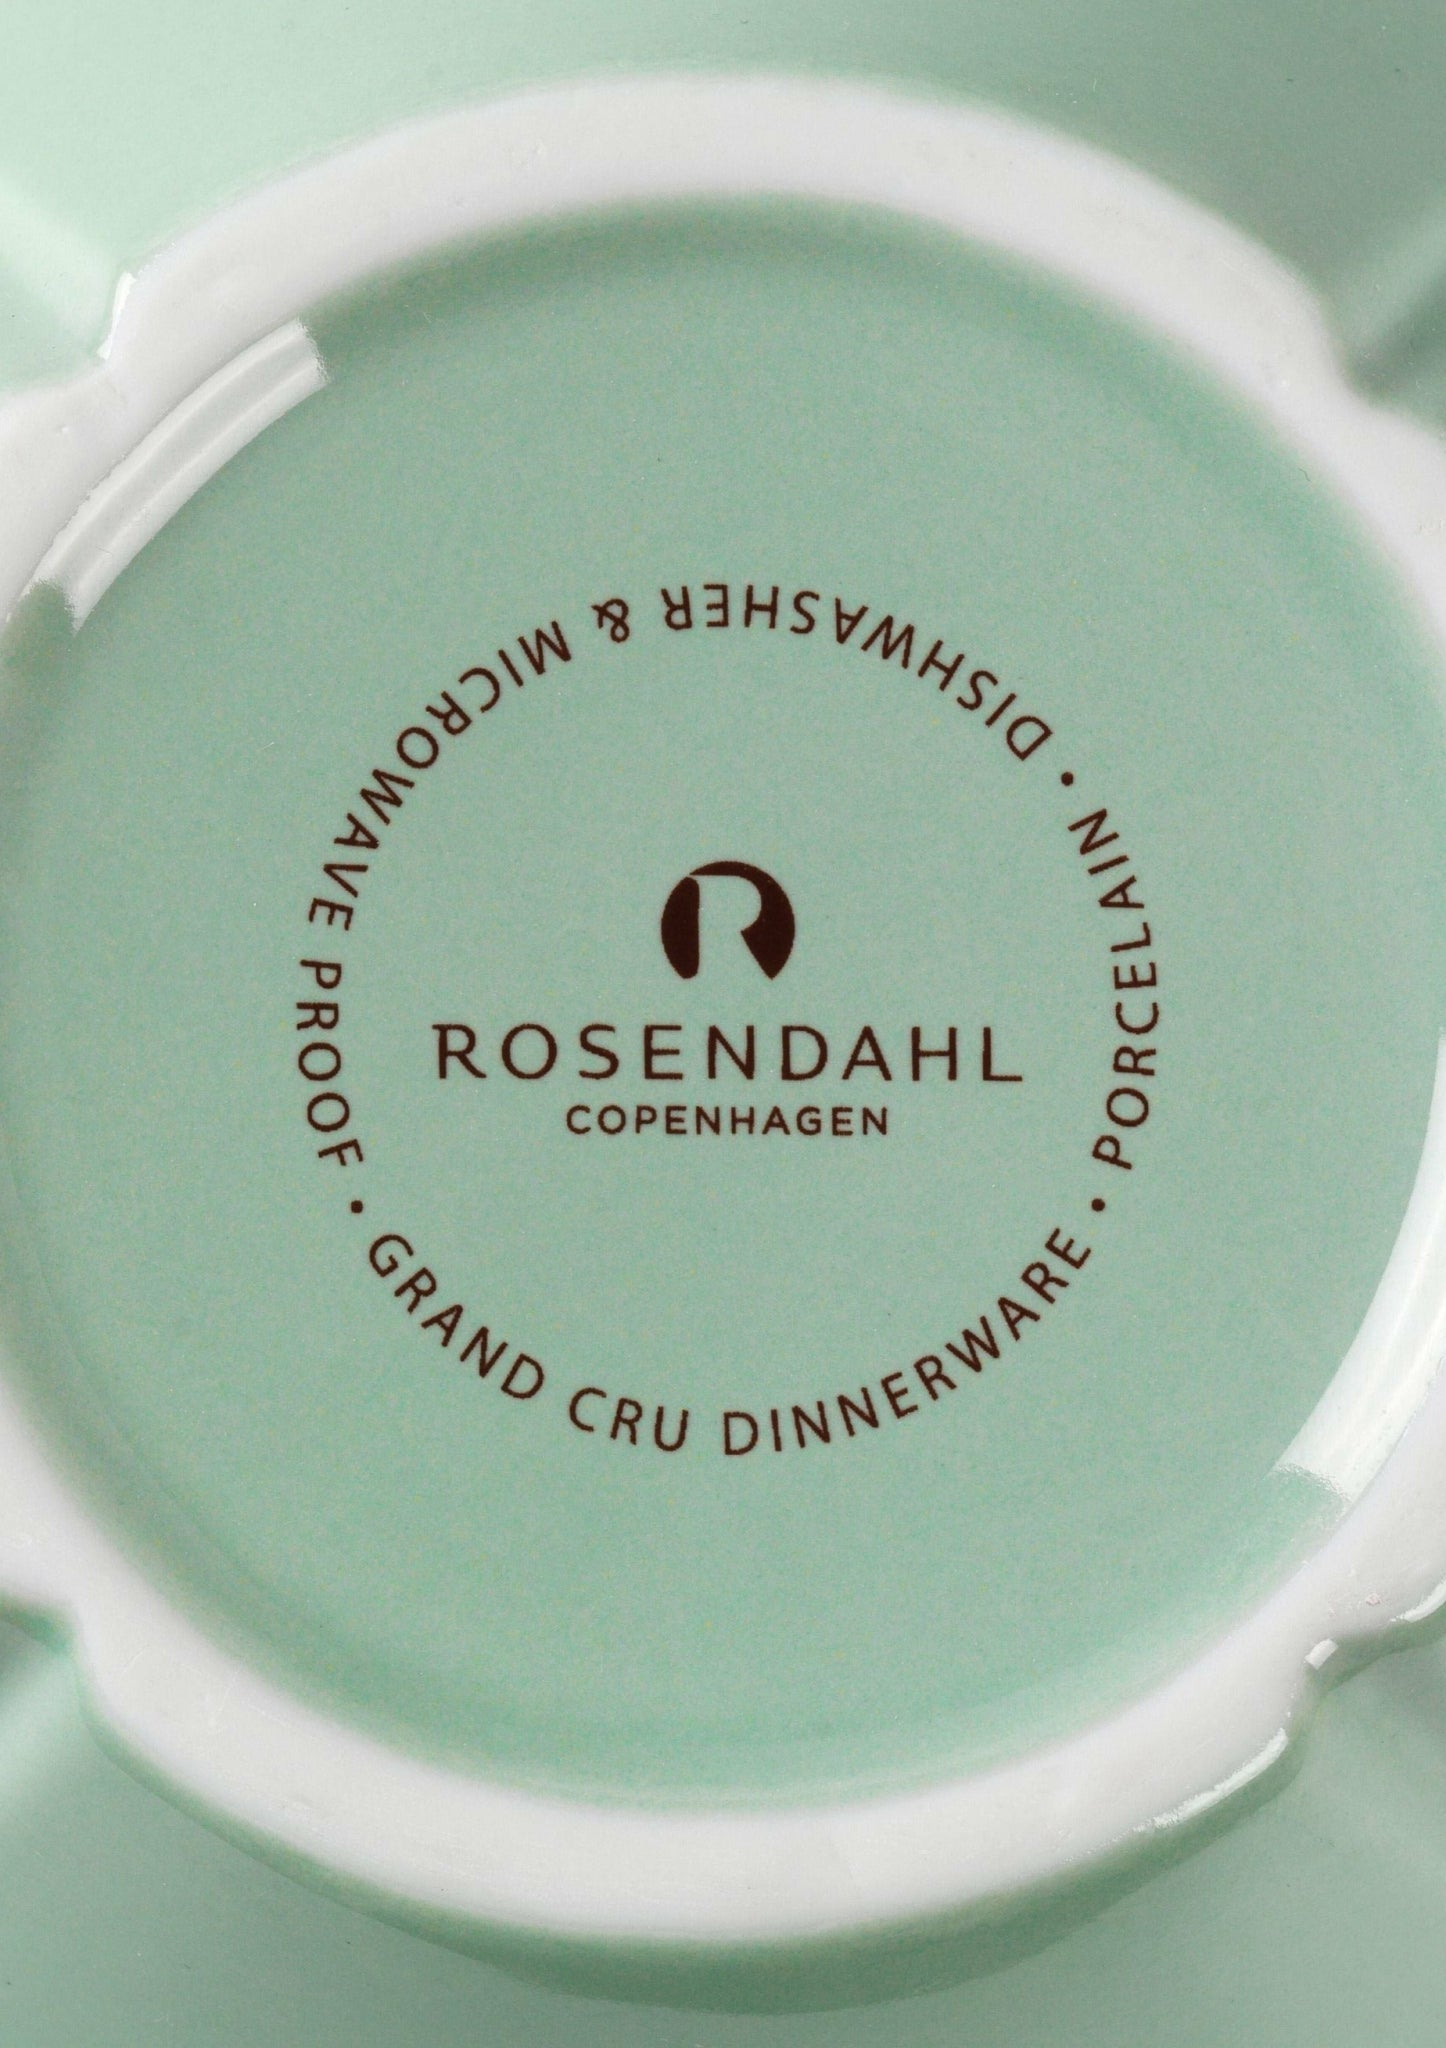 ROSENDAHL
COPENHAGEN
GRAND CRU DINNERWARE • PORCELAIN • DISHWASHER & MICROWAVE PROOF •